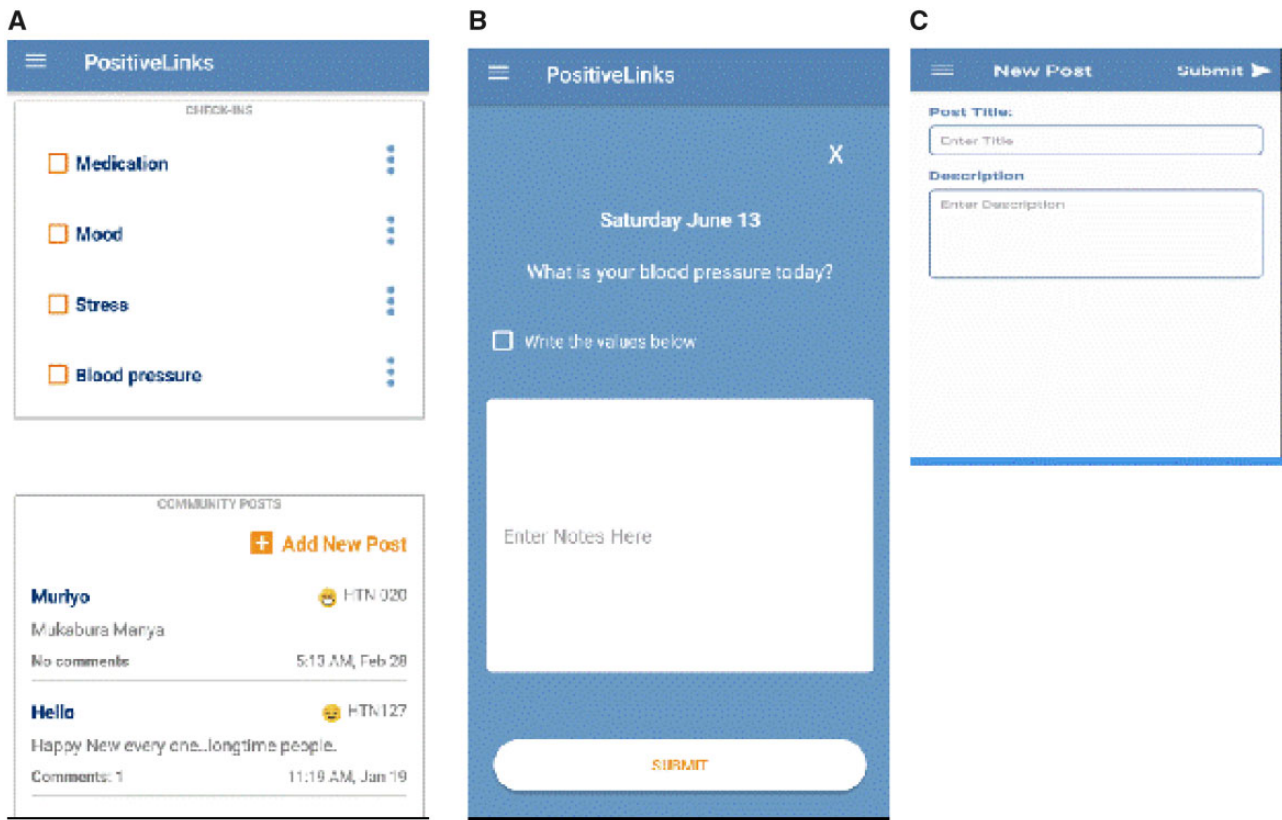 A
PositiveLinks
CHECK-INS
Medication
Mood
Stress
Blood pressure
COMMUNITY POSTS
Add New Post
Muriyo
HTN 020
Mukabura Manya
No comments
5:13 AM, Feb 28
Hello
HTN127
Happy New every one..longtime people.
Comments: 1
11:19 AM, Jan 19
B
PositiveLinks
X
Saturday June 13
What is your blood pressure today?
Write the values below
Enter Notes Here
SUBMIT
C
New Post
Submit
Post Title:
Enter Title
Description
Enter Description